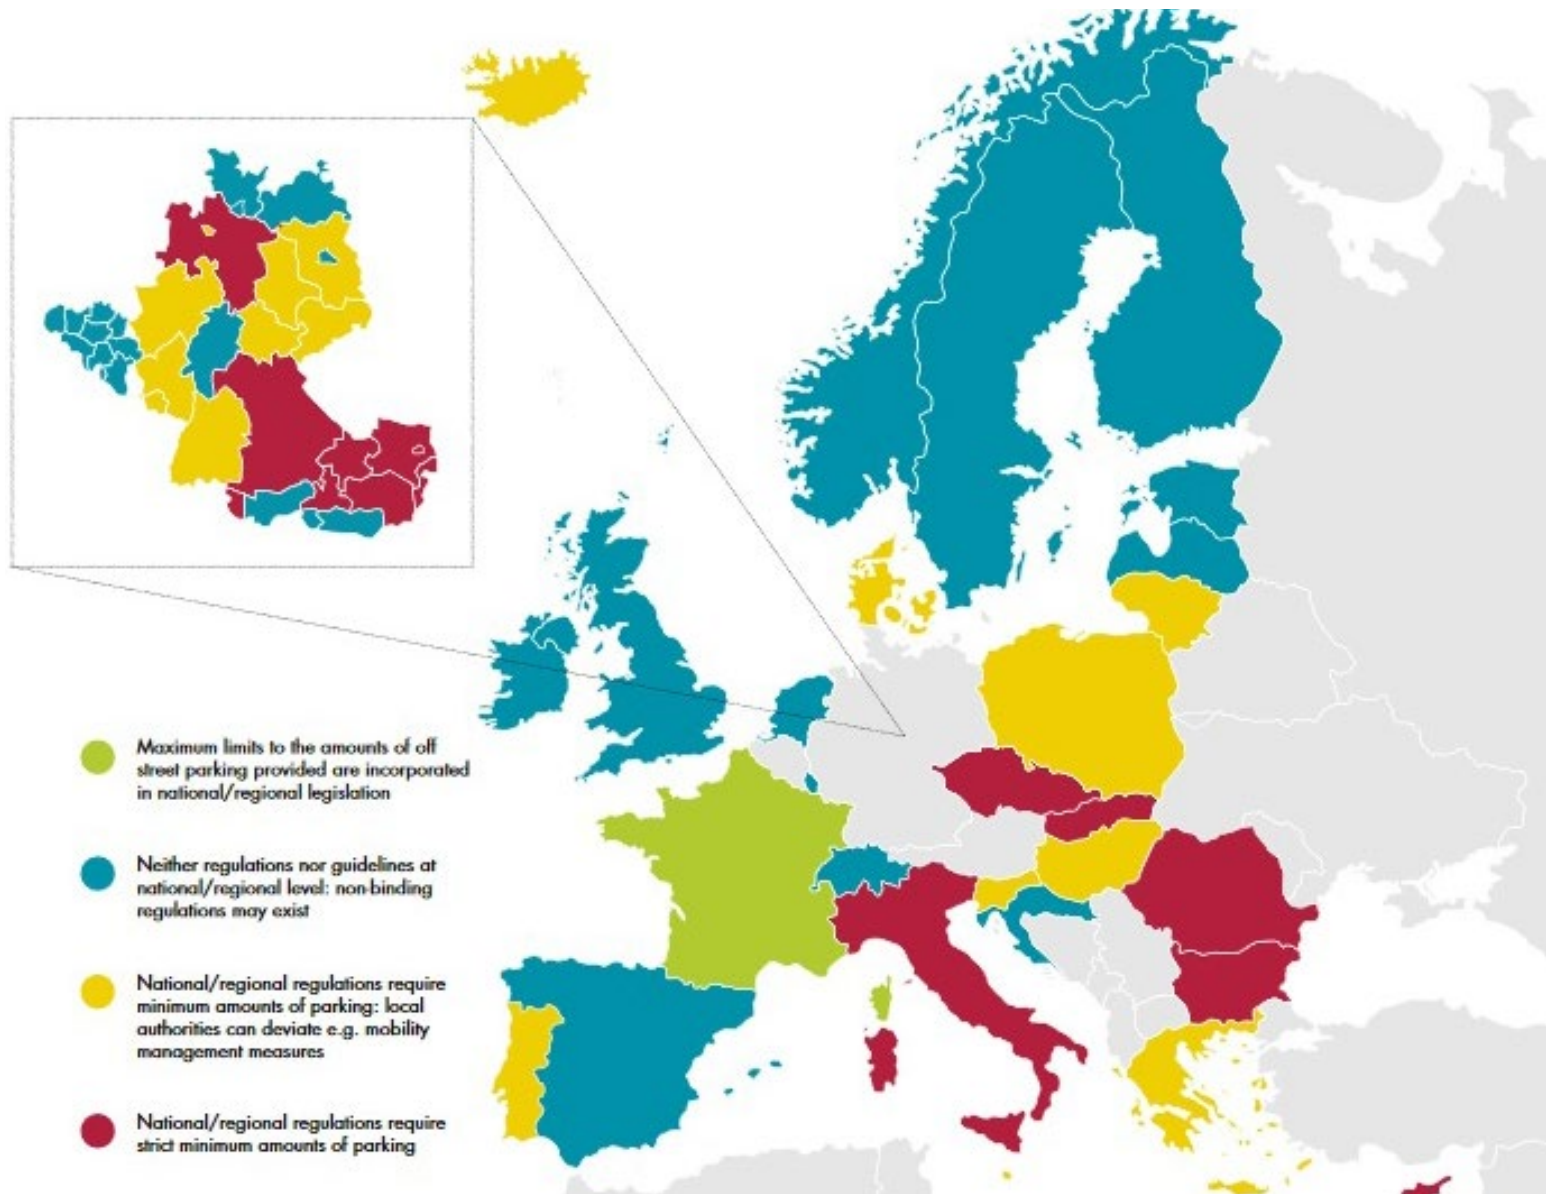 Maximum limits to the amounts of off
street parking provided are incorporated
in national/regional legislation
Neither regulations nor guidelines at
national/regional level: non-binding
regulations may exist
National/regional regulations require
minimum amounts of parking: local
authorities can deviate e.g. mobility
management measures
National/regional regulations require
strict minimum amounts of parking